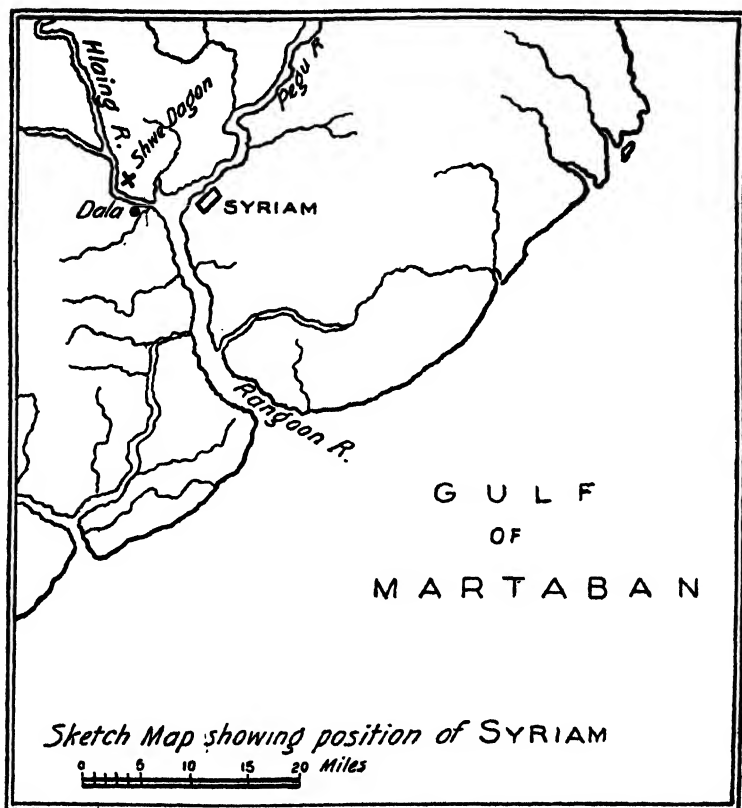 Hlaing R.
Pegu R
Shwe Dagon
Dala
SYRIAM
Rangoon R.
GULF
OF
MARTABAN
Sketch Map showing position of SYRIAM
0 5 10 15 20 Miles